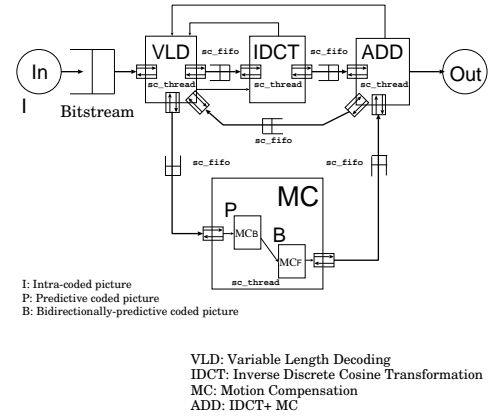 VLD
sc_fifo
IDCT
sc_fifo
ADD
In
Out
sc_thread
sc_thread
sc_thread
I
Bitstream
sc_fifo
sc_fifo
sc_fifo
MC
P
MCB
B
MCF
sc_thread
I: Intra-coded picture
P: Predictive coded picture
B: Bidirectionally-predictive coded picture
VLD: Variable Length Decoding
IDCT: Inverse Discrete Cosine Transformation
MC: Motion Compensation
ADD: IDCT+ MC